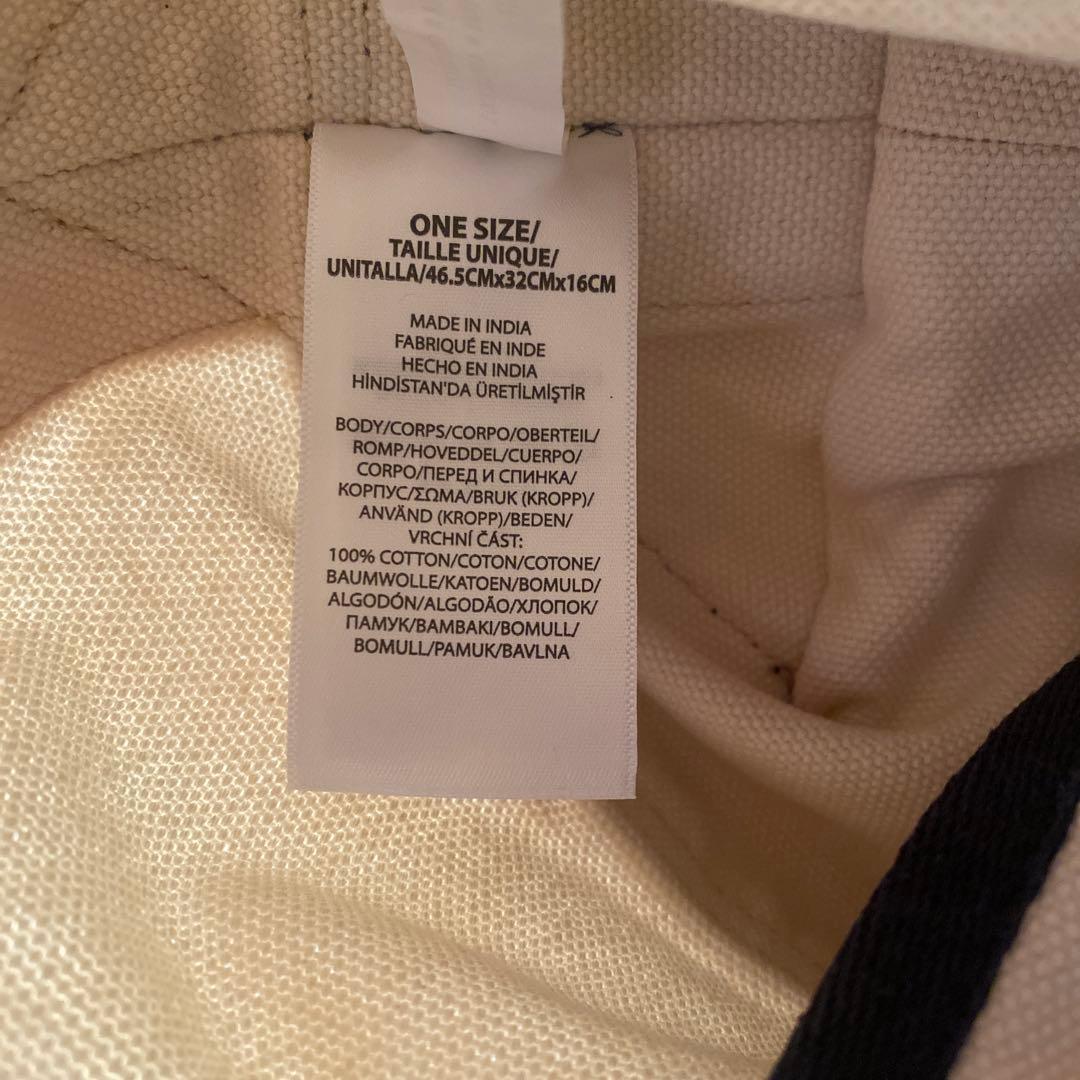 ONE SIZE/
TAILLE UNIQUE/
UNITALLA/46.5CMx32CMx16CM
MADE IN INDIA
FABRIQUÉ EN INDE
HECHO EN INDIA
HİNDİSTAN'DA ÜRETİLMİŞTİR
BODY/CORPS/CORPO/OBERTEIL/
ROMP/HOVEDDEL/CUERPO/
CORPO/ПЕРЕД И СПИНКА/
КОРПУС/ΣΩΜΑ/BRUK (KROPP)/
ANVÄND (KROPP)/BEDEN/
VRCHNÍ ČÁST:
100% COTTON/COTON/COTONE/
BAUMWOLLE/KATOEN/BOMULD/
ALGODÓN/ALGODÃO/ХЛОПОК/
ПАМУК/ΒΑΜΒΑΚΙ/BOMULL/
BOMULL/PAMUK/BAVLNA